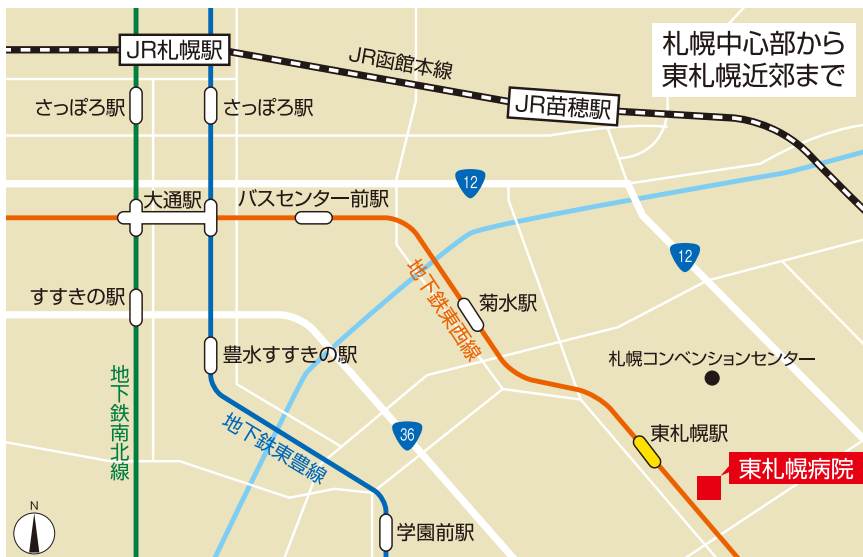 札幌中心部から
東札幌近郊まで
JR札幌駅
JR函館本線
JR苗穂駅
さっぽろ駅
さっぽろ駅
12
大通駅
バスセンター前駅
12
地下鉄東西線
すすきの駅
菊水駅
豊水すすきの駅
札幌コンベンションセンター
地下鉄南北線
地下鉄東豊線
36
東札幌駅
東札幌病院
学園前駅
N